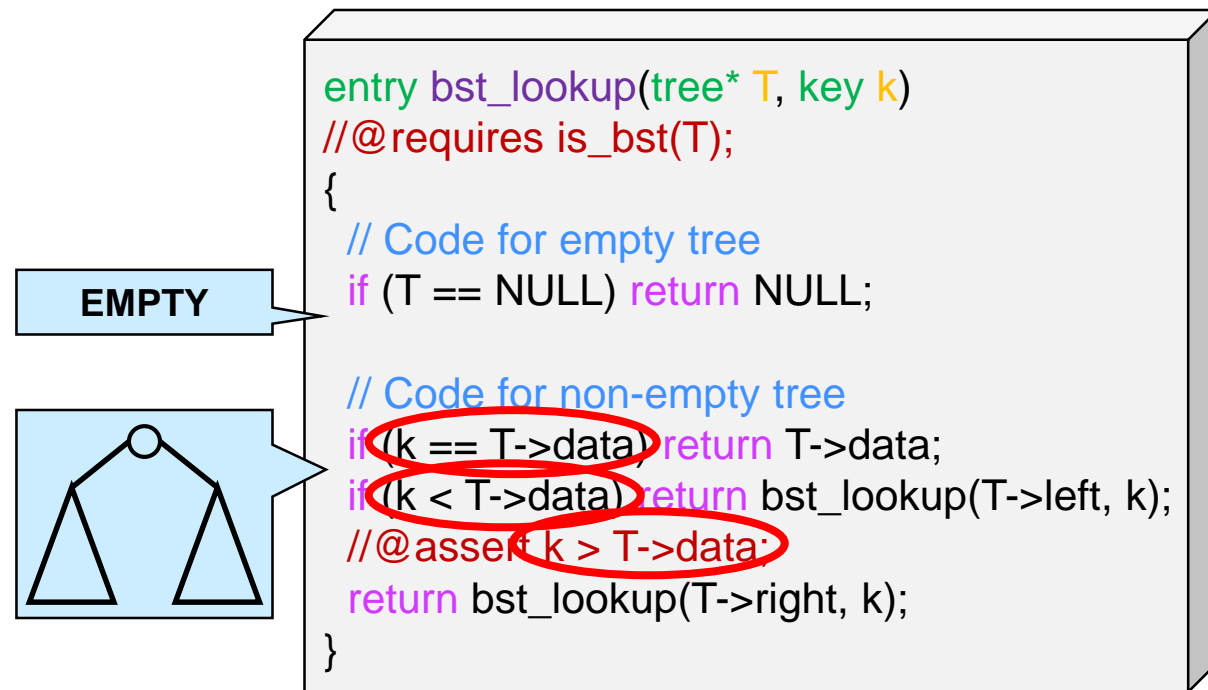 entry bst_lookup(tree* T, key k)
//@requires is_bst(T);
{
// Code for empty tree
EMPTY
if (T == NULL) return NULL;
// Code for non-empty tree
if (k == T->data) return T->data;
if (k < T->data) return bst_lookup(T->left, k);
//@assert k > T->data;
return bst_lookup(T->right, k);
}